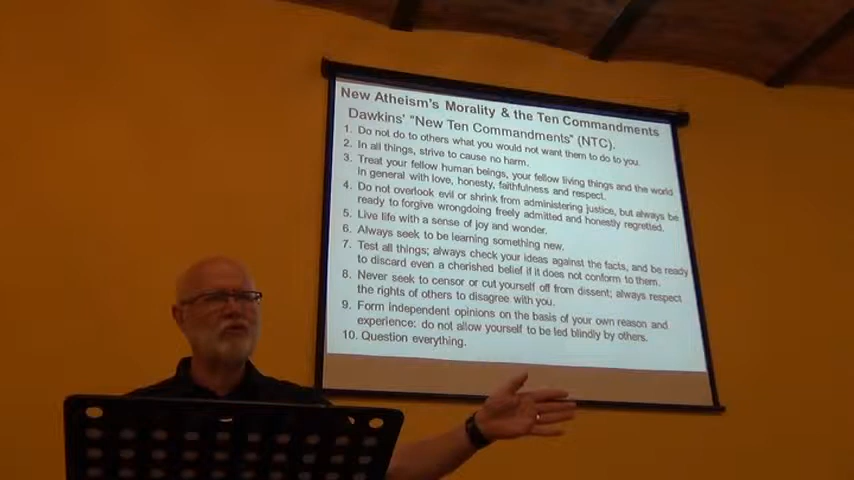 New Atheism's Morality & the Ten Commandments
Dawkins' "New Ten Commandments" (NTC).
1. Do not do to others what you would not want them to do to you.
2. In all things, strive to cause no harm.
3. Treat your fellow human beings, your fellow living things and the world
in general with love, honesty, faithfulness and respect.
4. Do not overlook evil or shrink from administering justice, but always be
ready to forgive wrongdoing freely admitted and honestly regretted.
5. Live life with a sense of joy and wonder.
6. Always seek to be learning something new.
7. Test all things; always check your ideas against the facts, and be ready
to discard even a cherished belief if it does not conform to them.
8. Never seek to censor or cut yourself off from dissent; always respect
the rights of others to disagree with you.
9. Form independent opinions on the basis of your own reason and
experience; do not allow yourself to be led blindly by others.
10. Question everything.